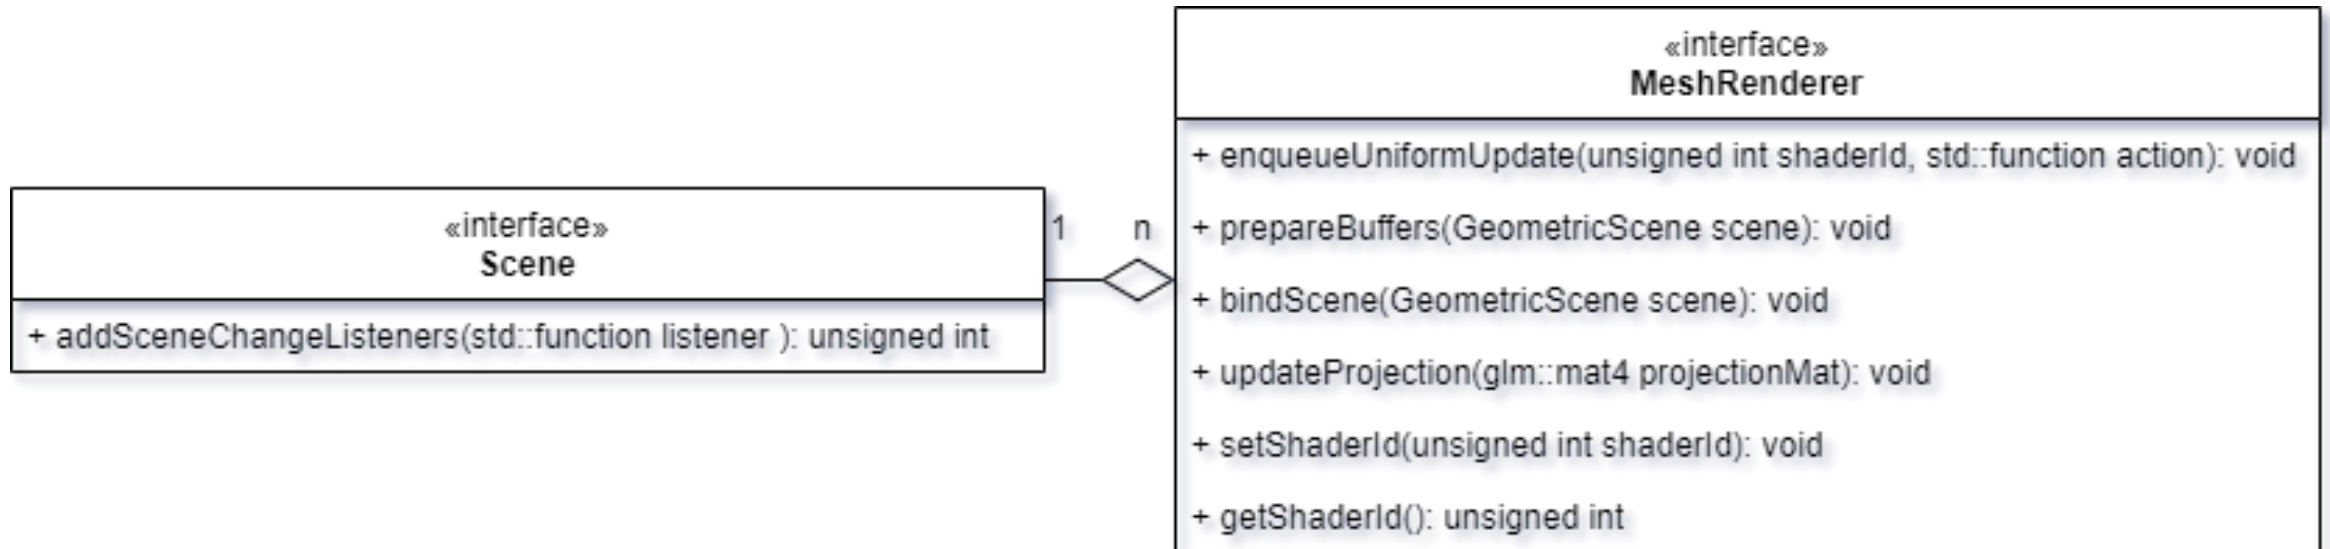 «interface»
Scene
+ addSceneChangeListeners(std::function listener ): unsigned int
1
n
«interface»
MeshRenderer
+ enqueueUniformUpdate(unsigned int shaderId, std::function action): void
+ prepareBuffers(GeometricScene scene): void
+ bindScene(GeometricScene scene): void
+ updateProjection(glm::mat4 projectionMat): void
+ setShaderId(unsigned int shaderId): void
+ getShaderId(): unsigned int